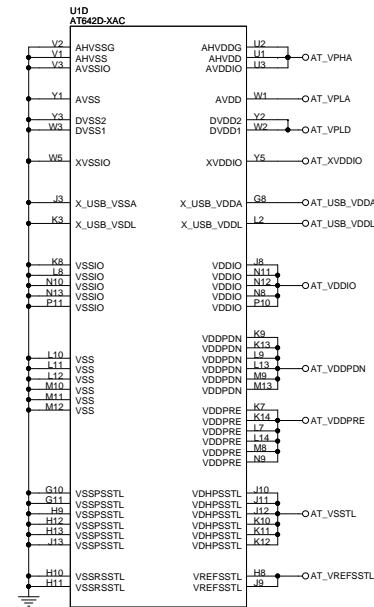 U1D
AT642D-XAC
V2 AHVSSG AHVDDG U2
V1 AHVSS AHVDD U1 AT_VPHA
V3 AVSSIO AVDDIO U3
Y1 AVSS AVDD W1 AT_VPLA
Y3 DVSS2 DVDD2 Y2
W3 DVSS1 DVDD1 W2 AT_VPLD
W5 XVSSIO XVDDIO Y5 AT_XVDDIO
J3 X_USB_VSSA X_USB_VDDA G8 AT_USB_VDDA
K3 X_USB_VSDL X_USB_VDDL L2 AT_USB_VDDL
K8 VSSIO VDDIO J8
L8 VSSIO VDDIO N11
N10 VSSIO VDDIO N12 AT_VDDIO
N13 VSSIO VDDIO N8
P11 VSSIO VDDIO P10
VDDPDN K9
VDDPDN K13
L10 VSS VDDPDN L9
L11 VSS VDDPDN L13 AT_VDDPDN
L12 VSS VDDPDN M9
M10 VSS VDDPDN M13
M11 VSS
M12 VSS VDDPRE K7
VDDPRE K14 AT_VDDPRE
VDDPRE L7
VDDPRE L14
VDDPRE M8
VDDPRE N9
G10 VSSPSSTL VDHPSSTL J10
G11 VSSPSSTL VDHPSSTL J11
H9 VSSPSSTL VDHPSSTL J12 AT_VSSTL
H12 VSSPSSTL VDHPSSTL K10
H13 VSSPSSTL VDHPSSTL K11
J13 VSSPSSTL VDHPSSTL K12
H10 VSSRSSTL VREFSSTL H8 AT_VREFSSTL
H11 VSSRSSTL VREFSSTL J9